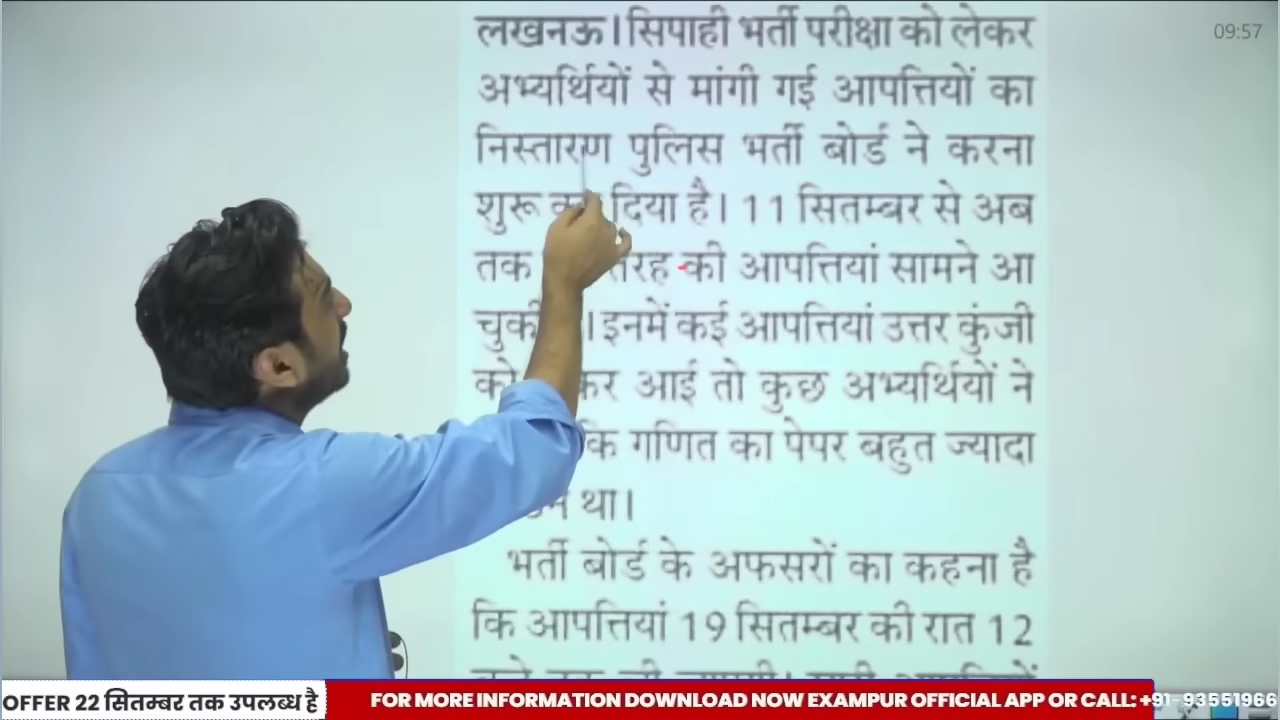 09:57
लखनऊ। सिपाही भर्ती परीक्षा को लेकर
अभ्यर्थियों से मांगी गई आपत्तियों का
निस्तारण पुलिस भर्ती बोर्ड ने करना
शुरू दिया है। 11 सितम्बर से अब
तक तरह की आपत्तियां सामने आ
इनमें कई आपत्तियां उत्तर कुंजी
आई तो कुछ अभ्यर्थियों ने
कि गणित का पेपर बहुत ज्यादा
था।
भर्ती बोर्ड के अफसरों का कहना है
कि आपत्तियां 19 सितम्बर की रात 12
OFFER 22 सितम्बर तक उपलब्ध है
FOR MORE INFORMATION DOWNLOAD NOW EXAMPUR OFFICIAL APP OR CALL: +91-93551966